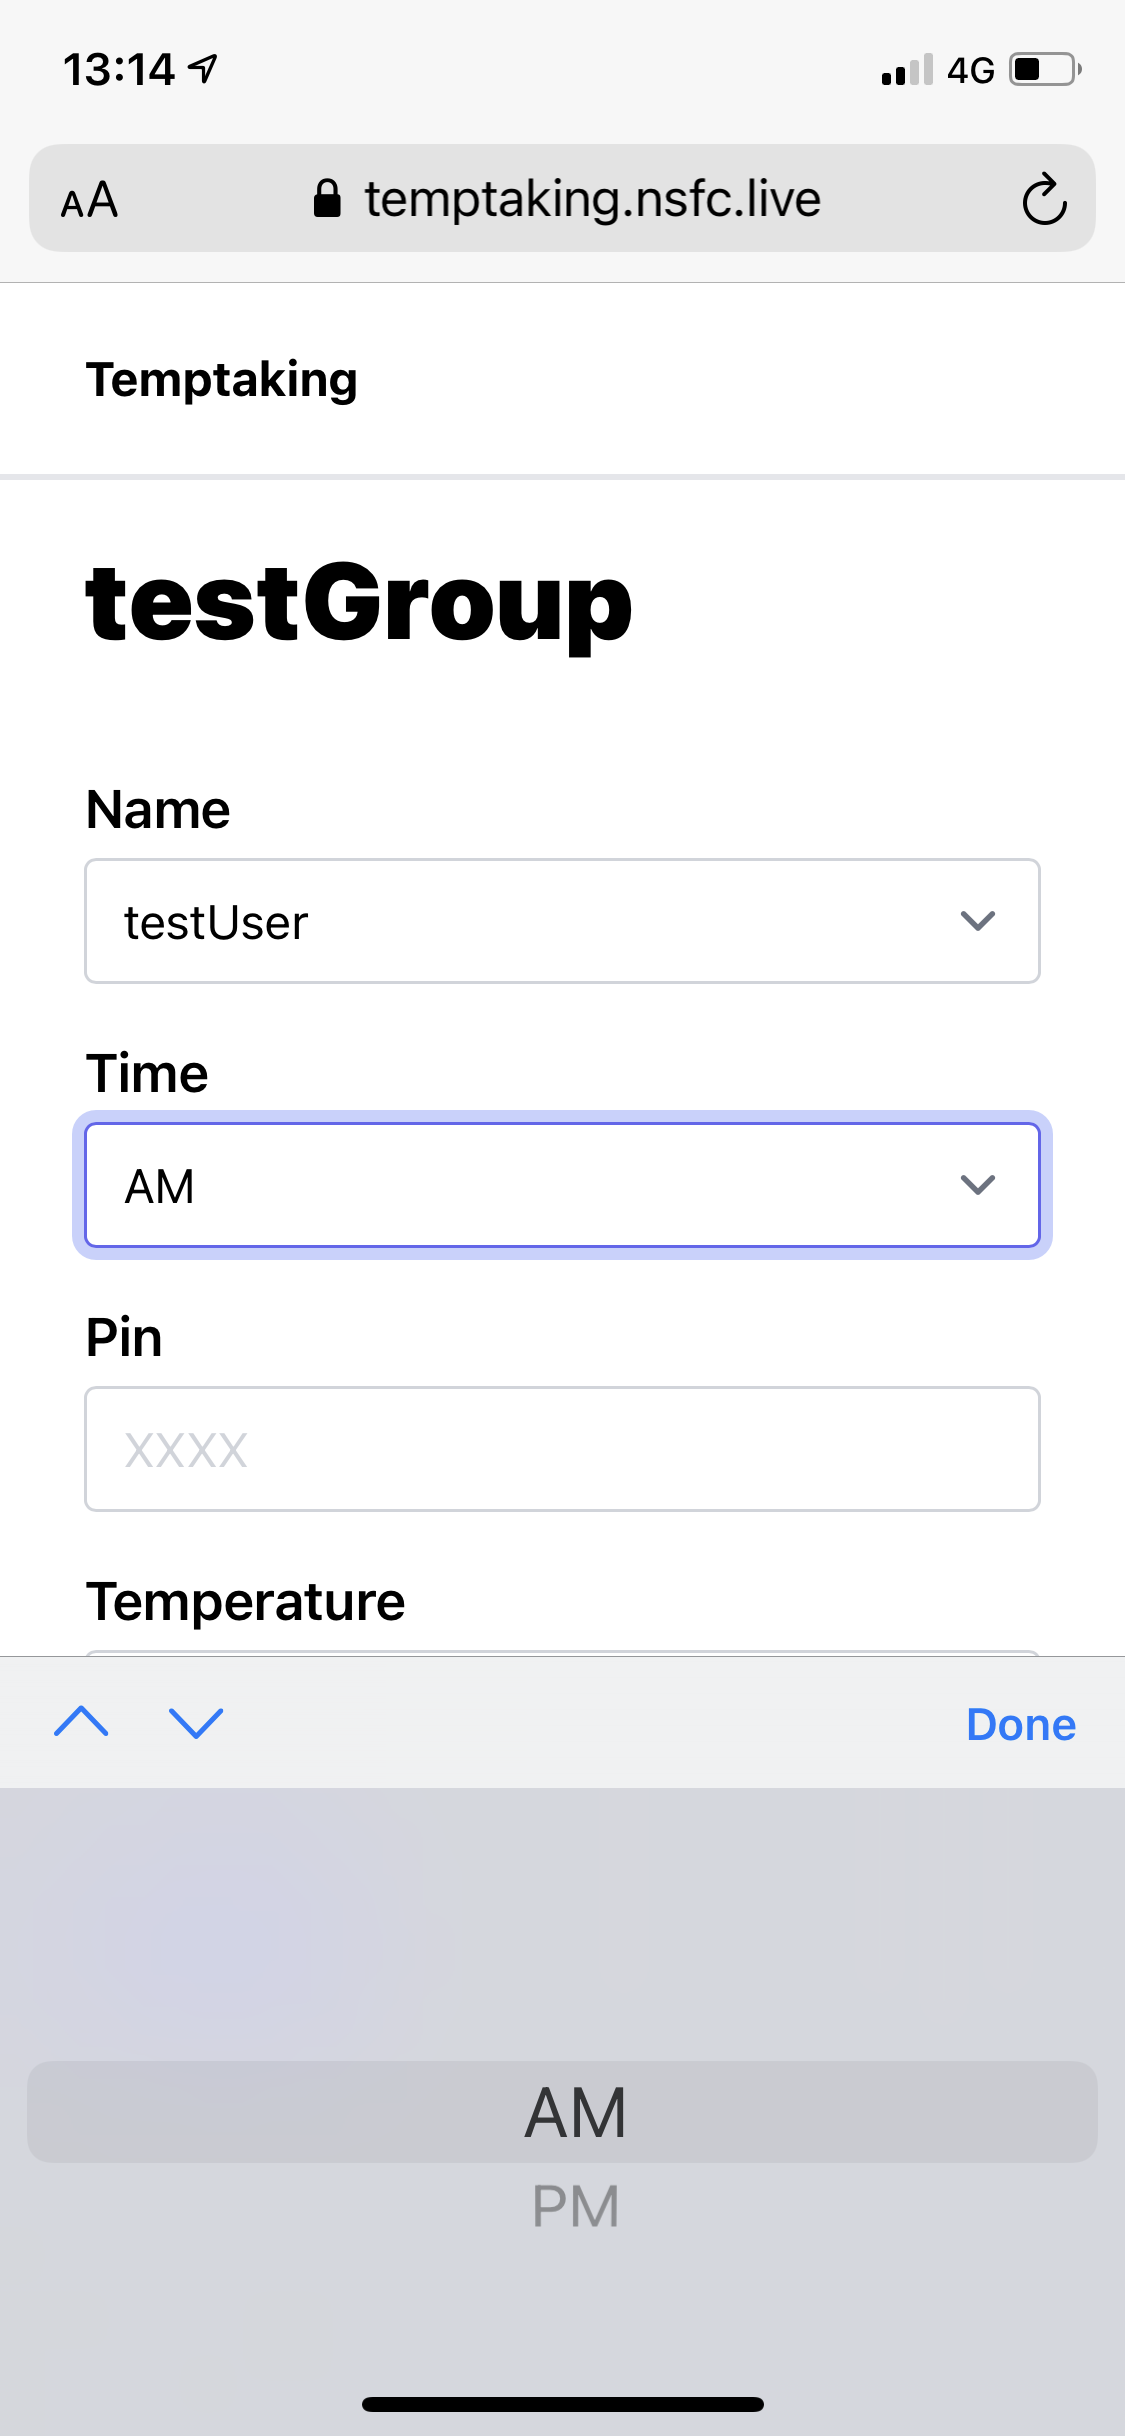 13:14
4G
AA
temptaking.nsfc.live
Temptaking
testGroup
Name
testUser
Time
AM
Pin
XXXX
Temperature
Done
AM
PM